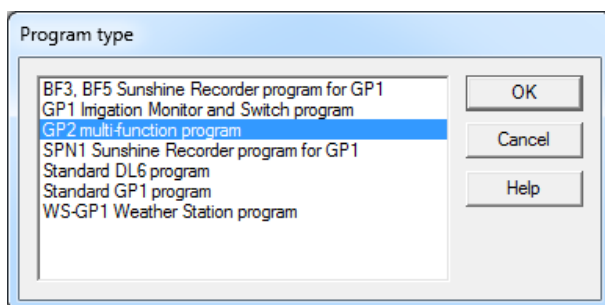 Program type
BF3, BF5 Sunshine Recorder program for GP1
GP1 Irrigation Monitor and Switch program
GP2 multi-function program
SPN1 Sunshine Recorder program for GP1
Standard DL6 program
Standard GP1 program
WS-GP1 Weather Station program
OK
Cancel
Help